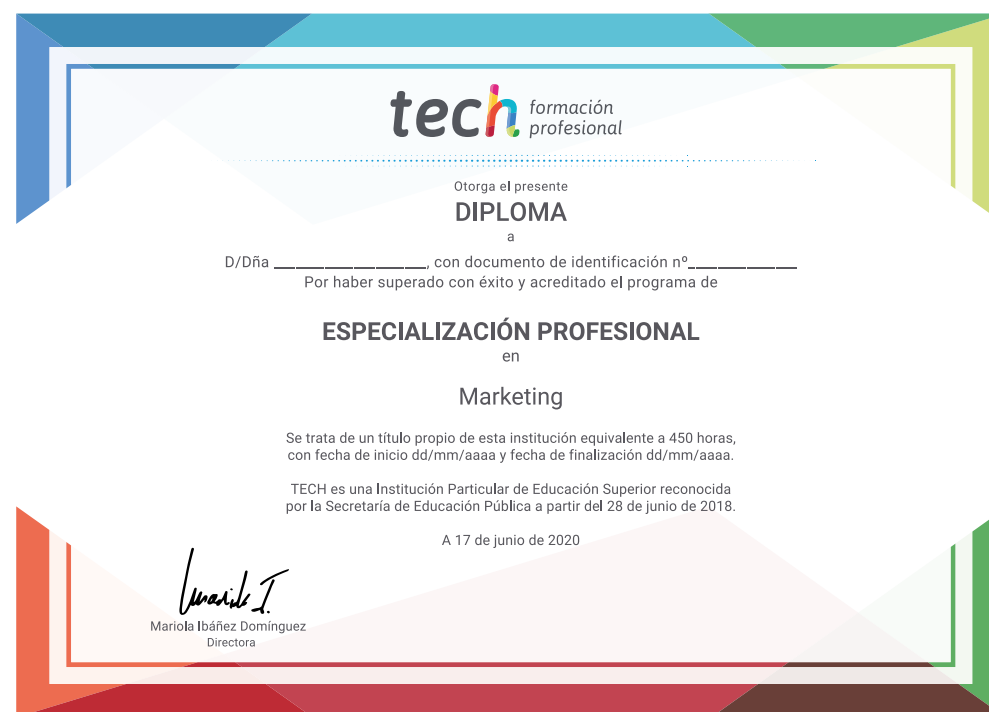 tech formación
profesional
Otorga el presente
DIPLOMA
a
D/Dña ______________, con documento de identificación nº__________
Por haber superado con éxito y acreditado el programa de
ESPECIALIZACIÓN PROFESIONAL
en
Marketing
Se trata de un título propio de esta institución equivalente a 450 horas,
con fecha de inicio dd/mm/aaaa y fecha de finalización dd/mm/aaaa.
TECH es una Institución Particular de Educación Superior reconocida
por la Secretaría de Educación Pública a partir del 28 de junio de 2018.
A 17 de junio de 2020
Mariola Ibáñez Domínguez
Directora